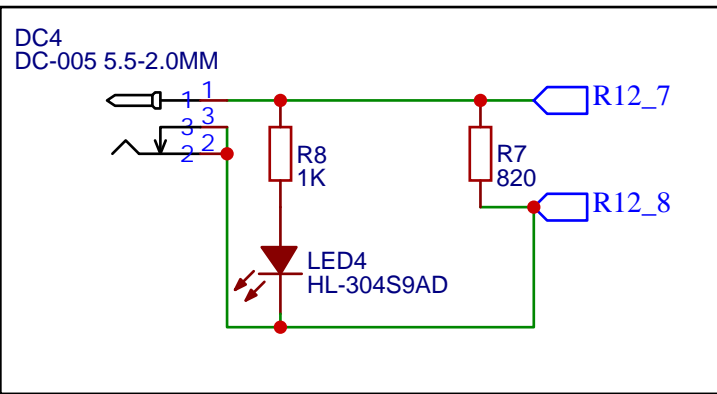 DC4
DC-005 5.5-2.0MM
1 1
3 3
2 2
R12_7
R8
1K
R7
820
R12_8
LED4
HL-304S9AD